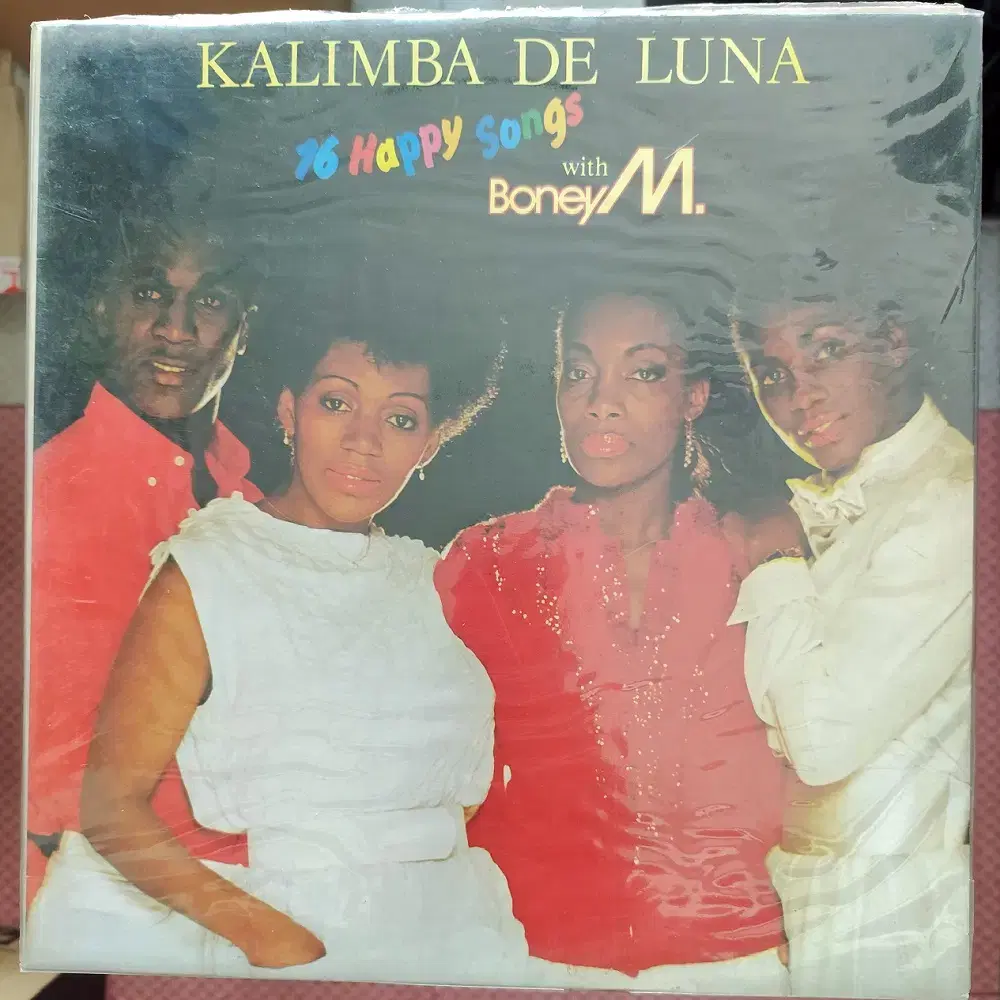 KALIMBA DE LUNA
16 Happy Songs
with
Boney M.